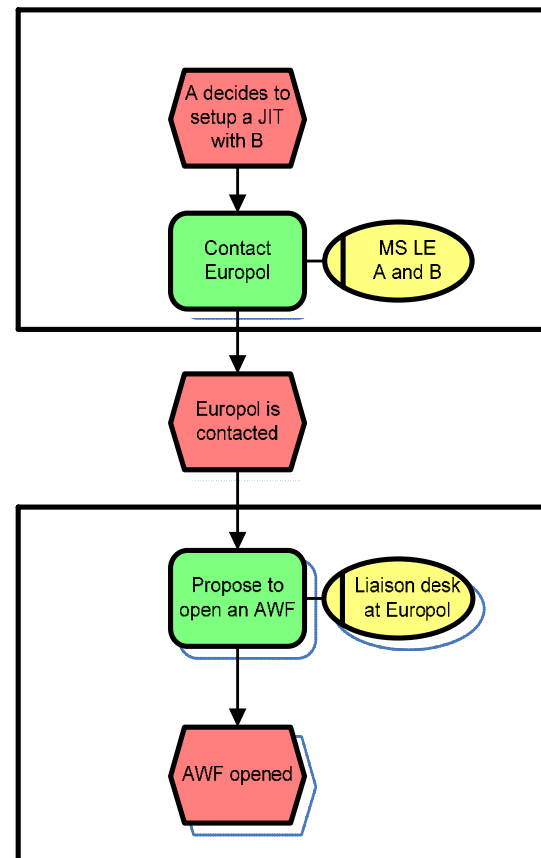 A decides to
setup a JIT
with B
Contact
Europol
MS LE
A and B
Europol is
contacted
Propose to
open an AWF
Liaison desk
at Europol
AWF opened